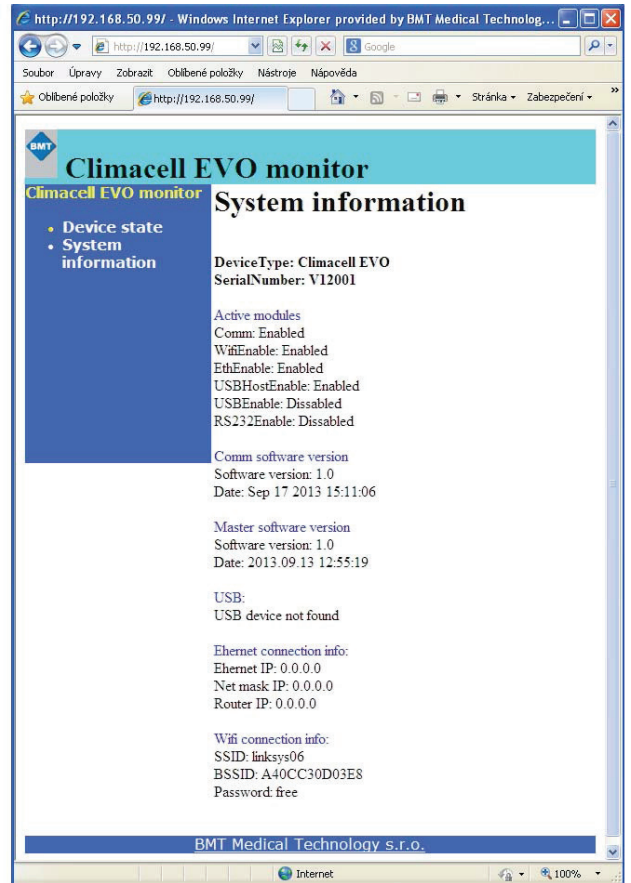 http://192.168.50.99/ - Windows Internet Explorer provided by BMT Medical Technolog...
http://192.168.50.99/
Google
Soubor Úpravy Zobrazit Oblíbené položky Nástroje Nápověda
Oblíbené položky http://192.168.50.99/ Stránka Zabezpečení »
BMT
Climacell EVO monitor
Climacell EVO monitor
• Device state
• System
information
System information
DeviceType: Climacell EVO
SerialNumber: V12001
Active modules
Comm: Enabled
WifiEnable: Enabled
EthEnable: Enabled
USBHostEnable: Enabled
USBEnable: Dissabled
RS232Enable: Dissabled
Comm software version
Software version: 1.0
Date: Sep 17 2013 15:11:06
Master software version
Software version: 1.0
Date: 2013.09.13 12:55:19
USB:
USB device not found
Ehernet connection info:
Ehernet IP: 0.0.0.0
Net mask IP: 0.0.0.0
Router IP: 0.0.0.0
Wifi connection info:
SSID: linksys06
BSSID: A40CC30D03E8
Password: free
BMT Medical Technology s.r.o.
Internet 100%